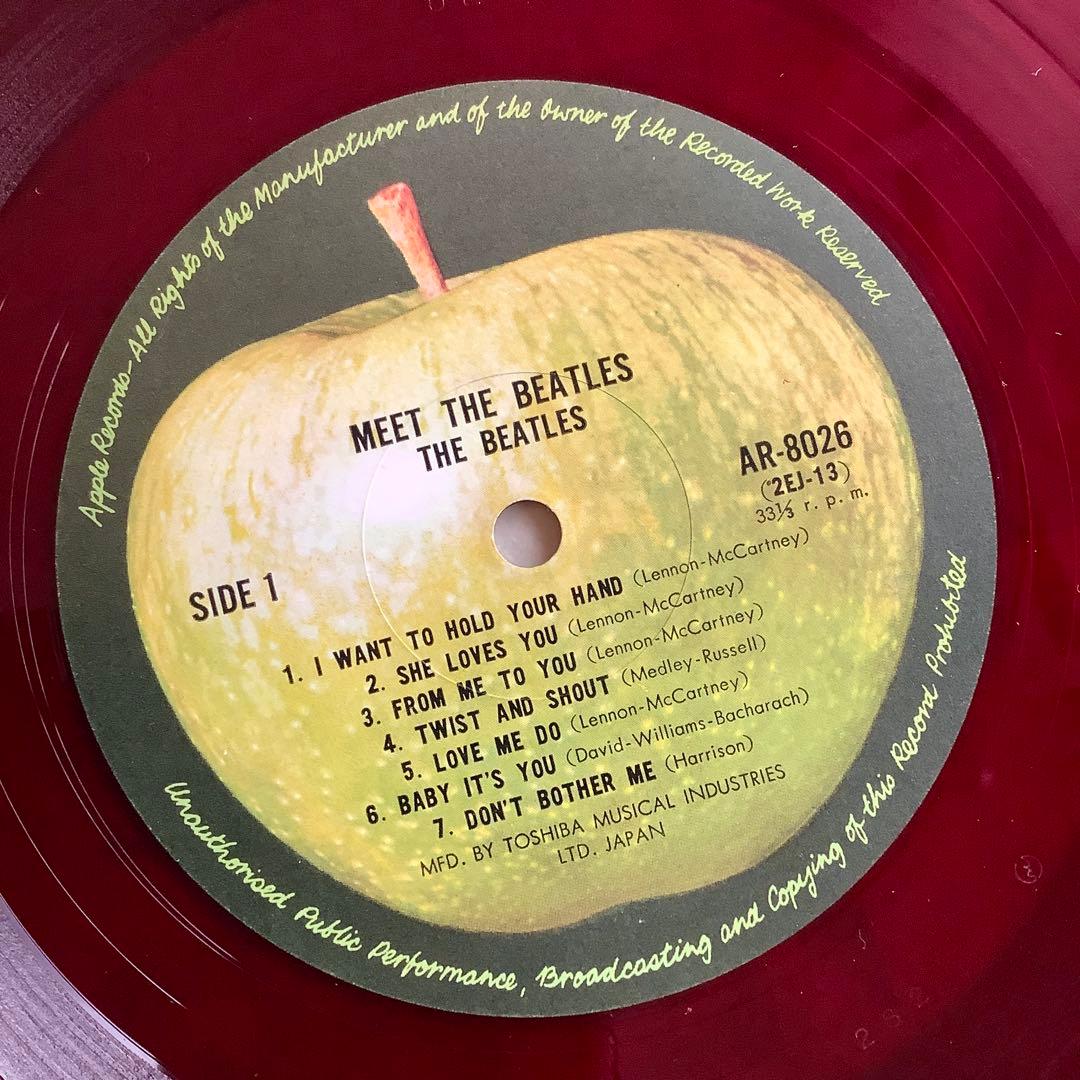 Apple Records–All Rights of the Manufacturer and of the Owner of the Recorded Work Reserved
MEET THE BEATLES
THE BEATLES
AR-8026
(2EJ-13)
33⅓ r. p. m.
SIDE 1
1. I WANT TO HOLD YOUR HAND (Lennon-McCartney)
2. SHE LOVES YOU (Lennon-McCartney)
3. FROM ME TO YOU (Lennon-McCartney)
4. TWIST AND SHOUT (Medley-Russell)
5. LOVE ME DO (Lennon-McCartney)
6. BABY IT'S YOU (David-Williams-Bacharach)
7. DON'T BOTHER ME (Harrison)
MFD. BY TOSHIBA MUSICAL INDUSTRIES
LTD. JAPAN
Unauthorised Public Performance, Broadcasting and Copying of this Record Prohibited